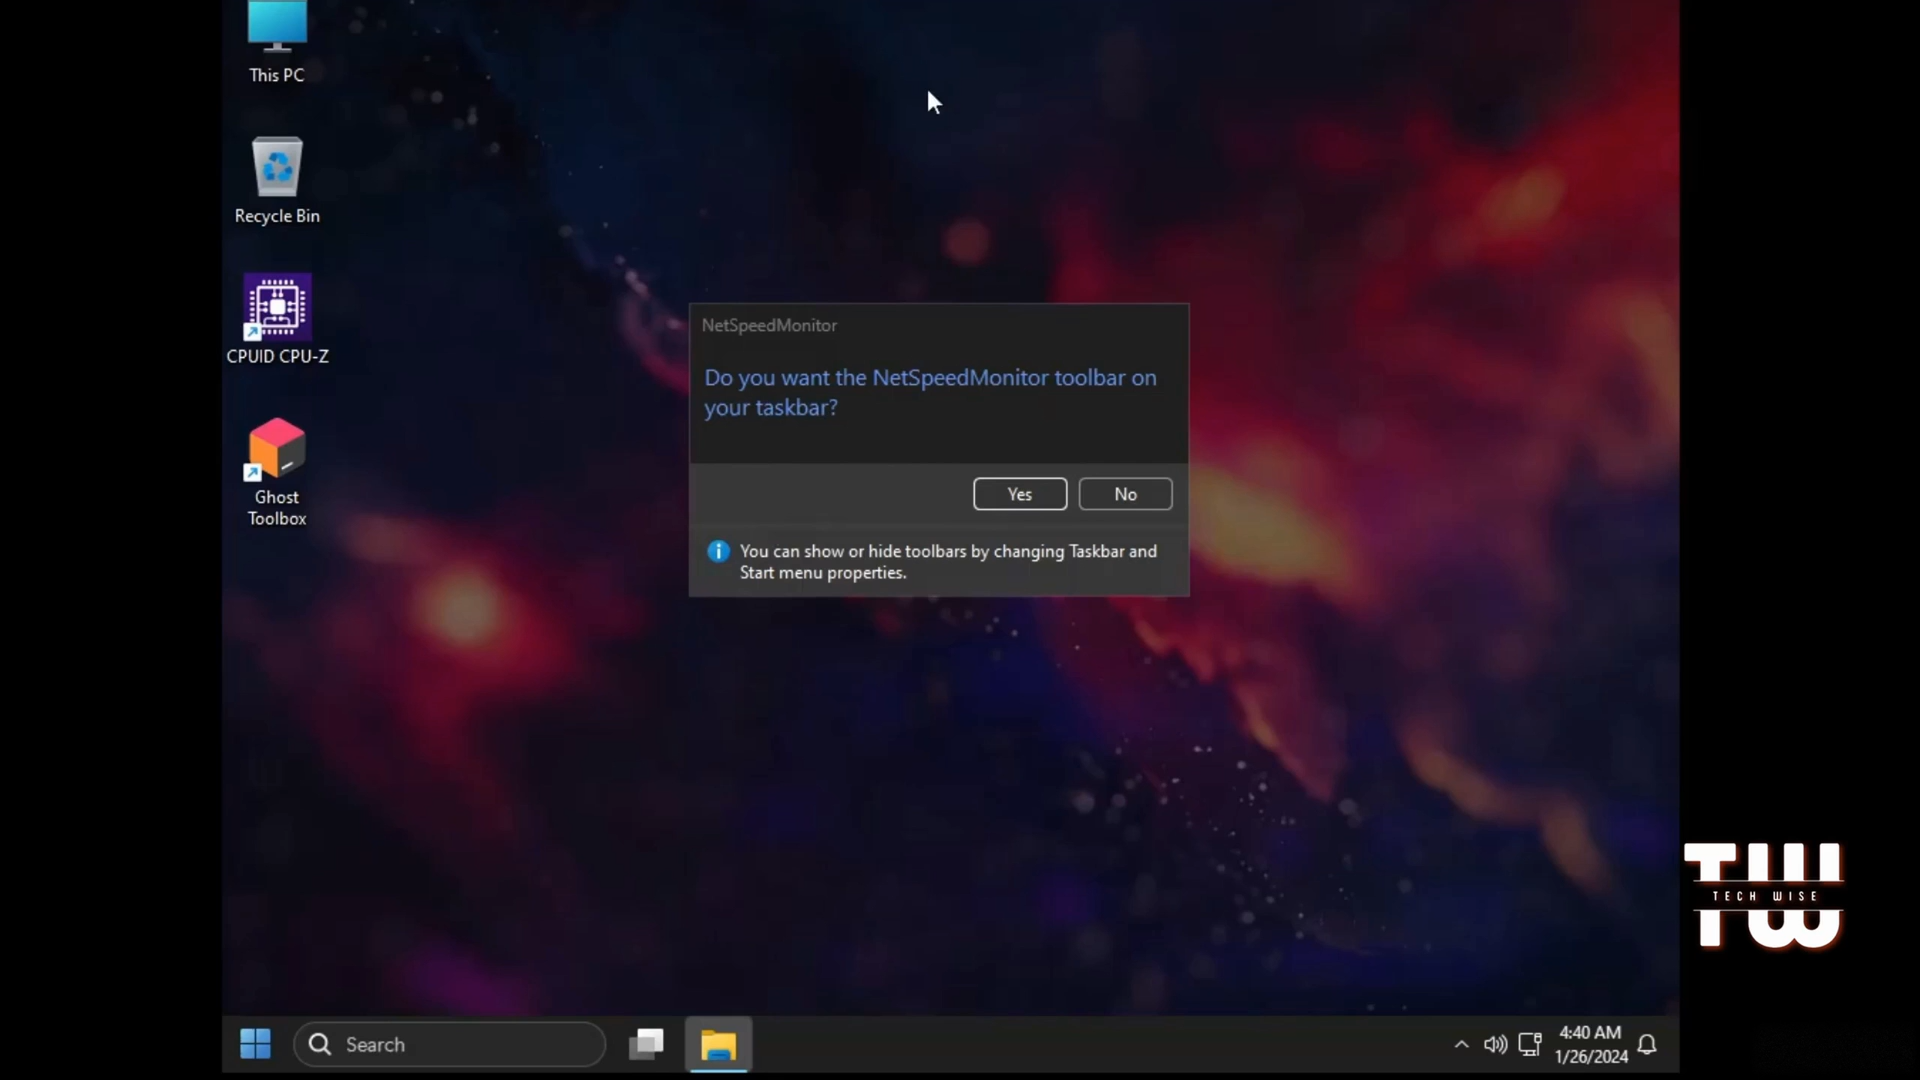 This PC
Recycle Bin
CPUID CPU-Z
Ghost
Toolbox
NetSpeedMonitor
Do you want the NetSpeedMonitor toolbar on
your taskbar?
Yes
No
You can show or hide toolbars by changing Taskbar and
Start menu properties.
TW
TECH WISE
Search
4:40 AM
1/26/2024